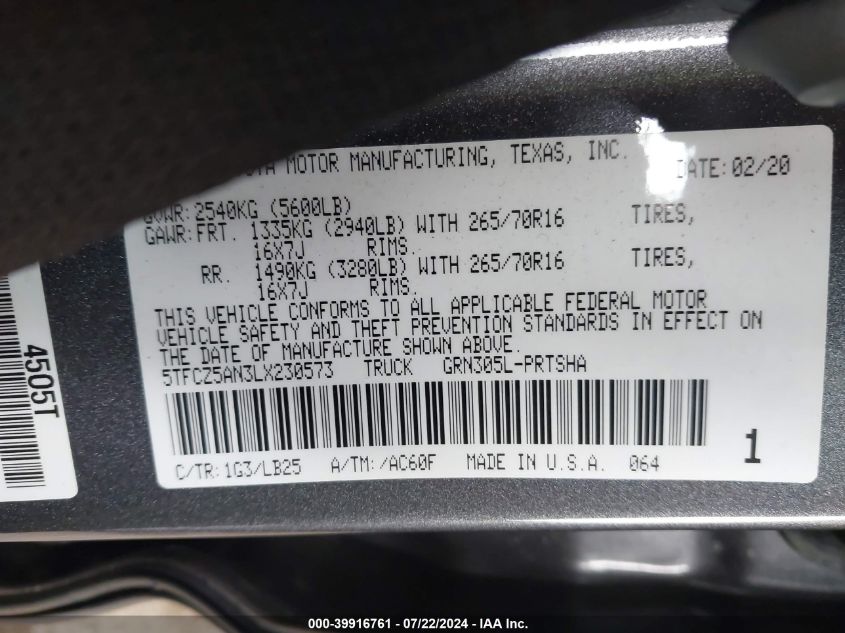 MOTOR MANUFACTURING, TEXAS, INC. DATE: 02/20
GVWR: 2540KG (5600LB)
GAWR: FRT. 1335KG (2940LB) WITH 265/70R16 TIRES,
16X7J RIMS.
RR. 1490KG (3280LB) WITH 265/70R16 TIRES,
16X7J RIMS.
THIS VEHICLE CONFORMS TO ALL APPLICABLE FEDERAL MOTOR
VEHICLE SAFETY AND THEFT PREVENTION STANDARDS IN EFFECT ON
THE DATE OF MANUFACTURE SHOWN ABOVE.
5TFCZ5AN3LX230573 TRUCK GRN305L-PRTSHA
C/TR: 1G3/LB25 A/TM: /AC60F MADE IN U.S.A. 064
1
4505T
000-39916761 - 07/22/2024 - IAA Inc.